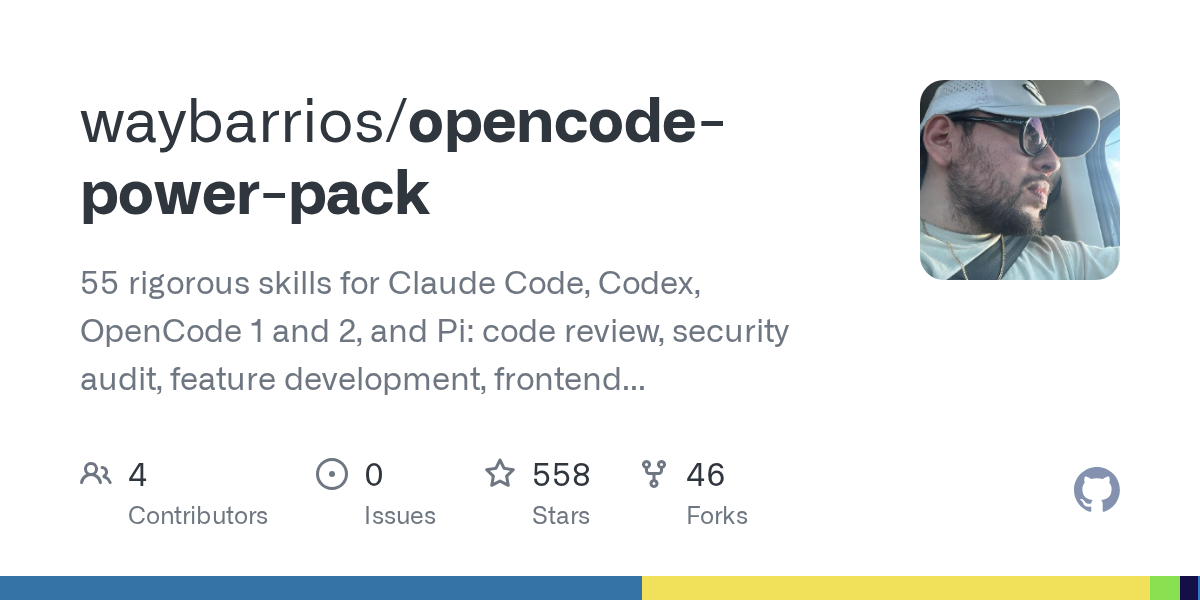 waybarrios/opencode-
power-pack
55 rigorous skills for Claude Code, Codex,
OpenCode 1 and 2, and Pi: code review, security
audit, feature development, frontend...
4
Contributors
0
Issues
558
Stars
46
Forks